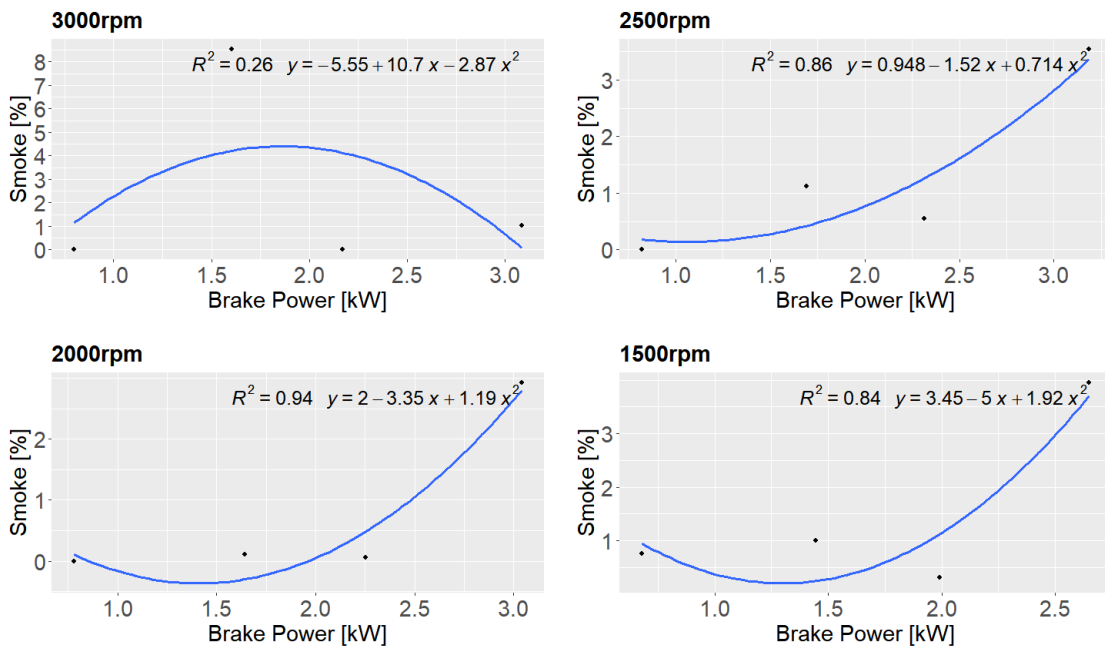 3000rpm
R² = 0.26 y = −5.55 + 10.7 x − 2.87 x²
Smoke [%]
8
7
6
5
4
3
2
1
0
1.0 1.5 2.0 2.5 3.0
Brake Power [kW]
2500rpm
R² = 0.86 y = 0.948 − 1.52 x + 0.714 x²
Smoke [%]
3
2
1
0
1.0 1.5 2.0 2.5 3.0
Brake Power [kW]
2000rpm
R² = 0.94 y = 2 − 3.35 x + 1.19 x²
Smoke [%]
2
1
0
1.0 1.5 2.0 2.5 3.0
Brake Power [kW]
1500rpm
R² = 0.84 y = 3.45 − 5 x + 1.92 x²
Smoke [%]
3
2
1
1.0 1.5 2.0 2.5
Brake Power [kW]